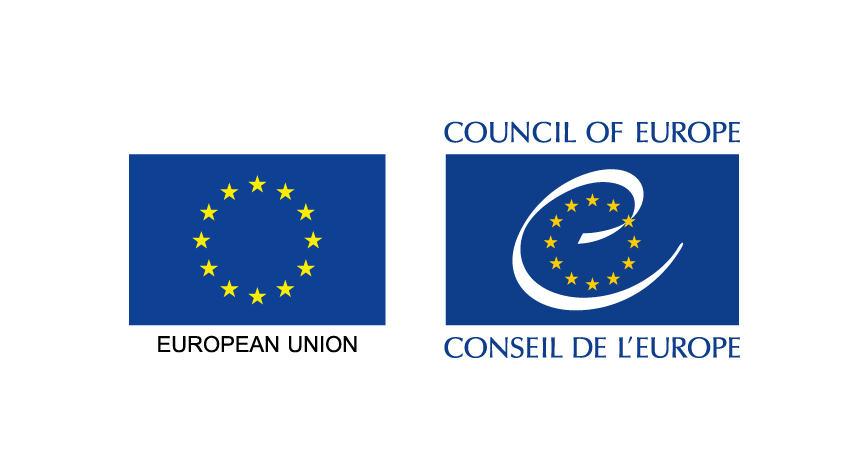 EUROPEAN UNION
COUNCIL OF EUROPE
CONSEIL DE L'EUROPE